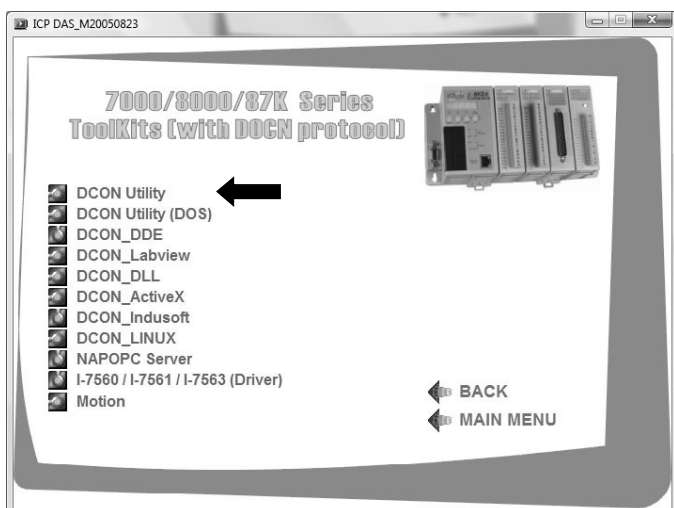 ICP DAS_M20050823
7000/8000/87K Series
ToolKits (with DOCN protocol)
DCON Utility
DCON Utility (DOS)
DCON_DDE
DCON_Labview
DCON_DLL
DCON_ActiveX
DCON_Indusoft
DCON_LINUX
NAPOPC Server
I-7560 / I-7561 / I-7563 (Driver)
Motion
BACK
MAIN MENU